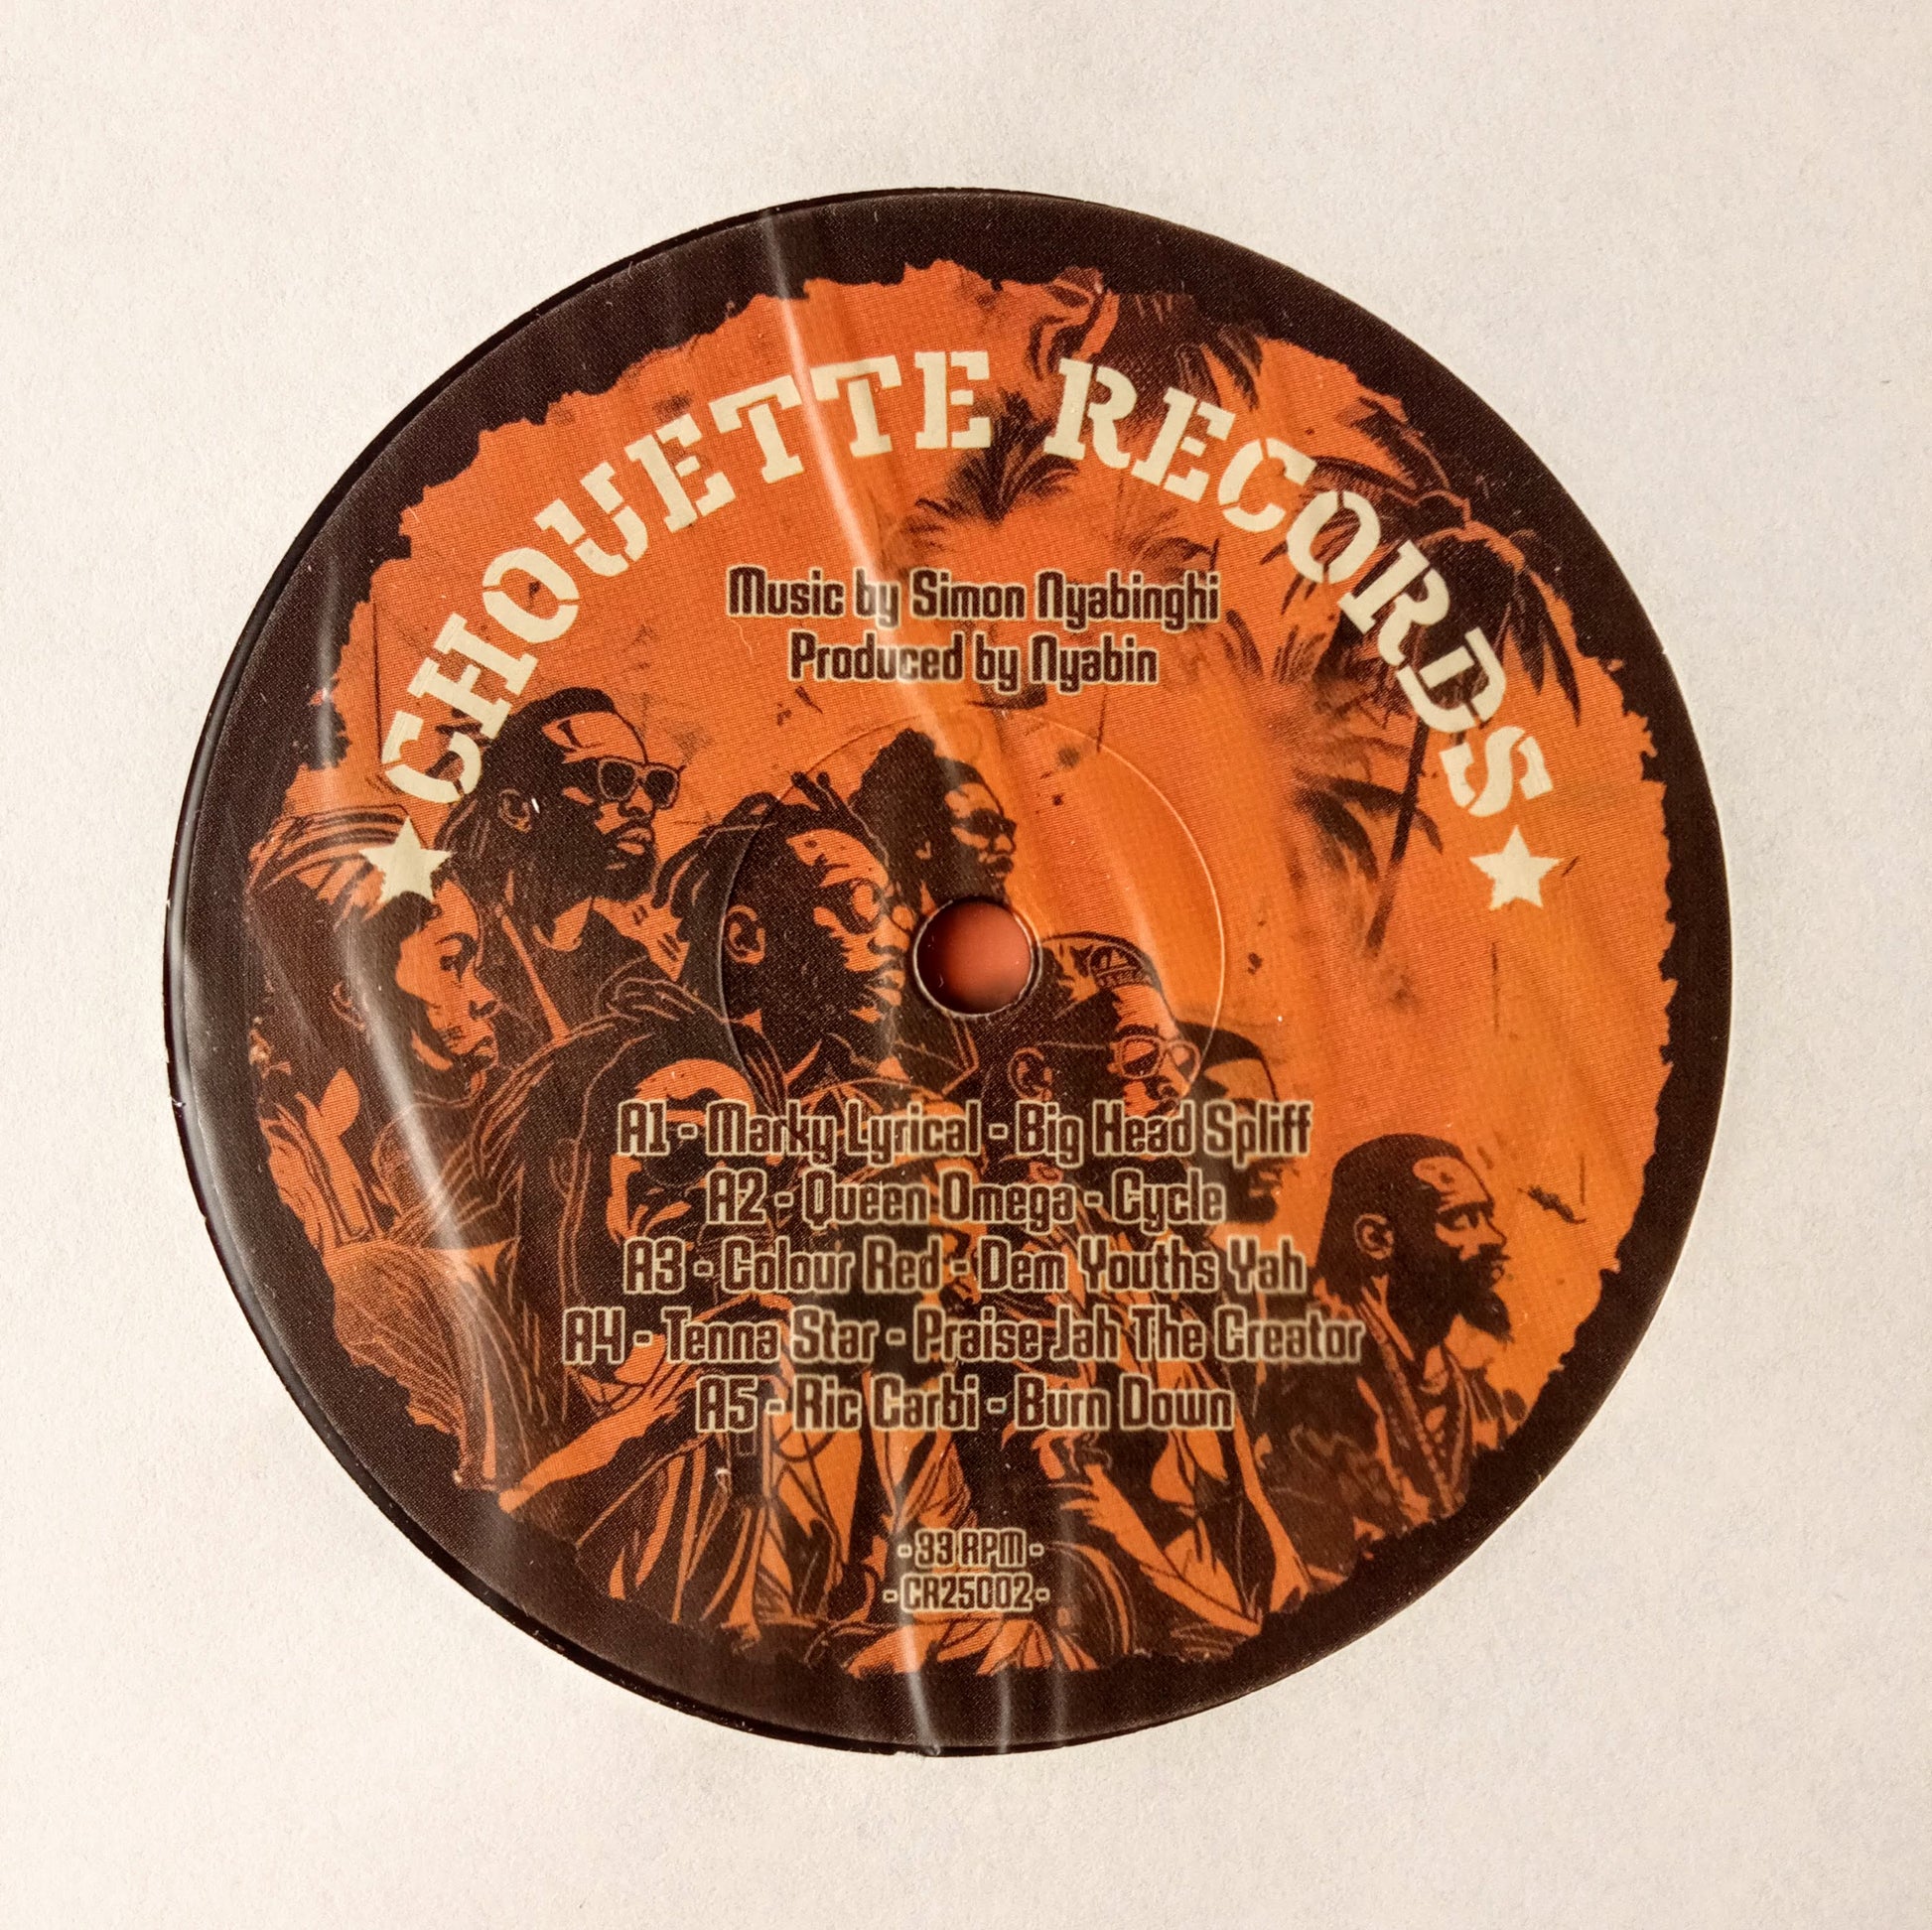 CHOUETTE RECORDS
Music by Simon Nyabinghi
Produced by Nyabin
A1 - Marky Lyrical - Big Head Spliff
A2 - Queen Omega - Cycle
A3 - Colour Red - Dem Youths Yah
A4 - Tenna Star - Praise Jah The Creator
A5 - Ric Carbi - Burn Down
- 33 RPM -
- CR25002 -